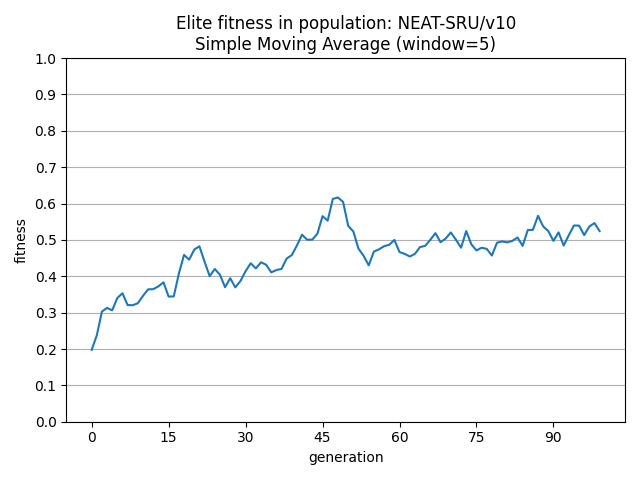 Elite fitness in population: NEAT-SRU/v10
Simple Moving Average (window=5)
1.0
0.9
0.8
0.7
0.6
0.5
0.4
0.3
0.2
0.1
0.0
fitness
0 15 30 45 60 75 90
generation